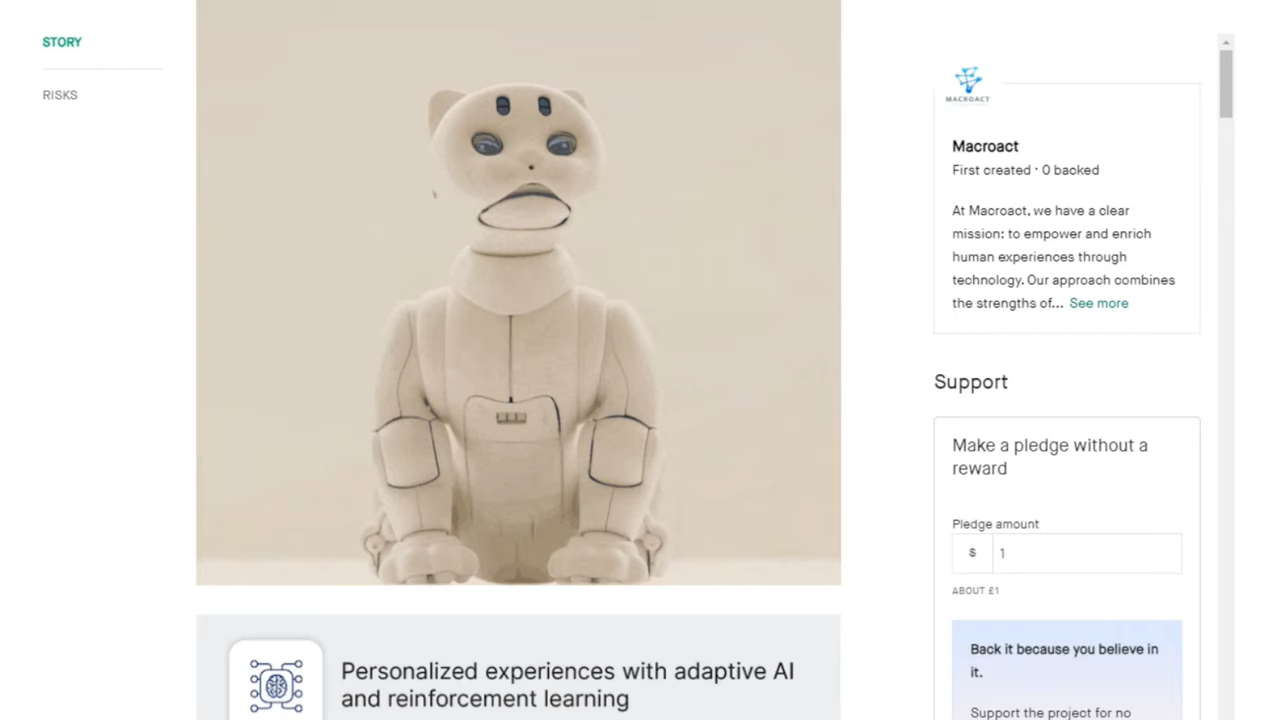 STORY
RISKS
Personalized experiences with adaptive AI
and reinforcement learning
MACROACT
Macroact
First created · 0 backed
At Macroact, we have a clear
mission: to empower and enrich
human experiences through
technology. Our approach combines
the strengths of... See more
Support
Make a pledge without a
reward
Pledge amount
$ 1
ABOUT £1
Back it because you believe in
it.
Support the project for no